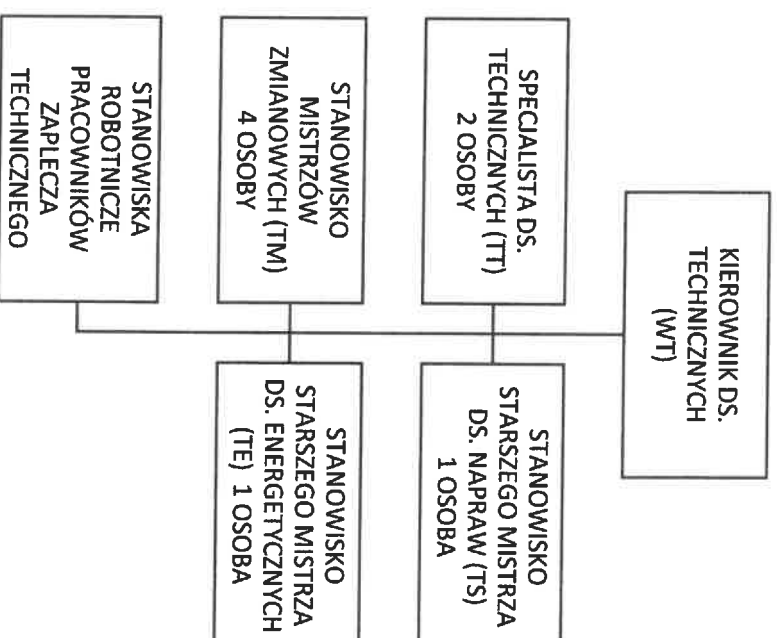 KIEROWNIK DS.
TECHNICZNYCH
(WT)
SPECJALISTA DS.
TECHNICZNYCH (TT)
2 OSOBY
STANOWISKO
STARSZEGO MISTRZA
DS. NAPRAW (TS)
1 OSOBA
STANOWISKO
MISTRZÓW
ZMIANOWYCH (TM)
4 OSOBY
STANOWISKO
STARSZEGO MISTRZA
DS. ENERGETYCZNYCH
(TE) 1 OSOBA
STANOWISKA
ROBOTNICZE
PRACOWNIKÓW
ZAPLECZA
TECHNICZNEGO